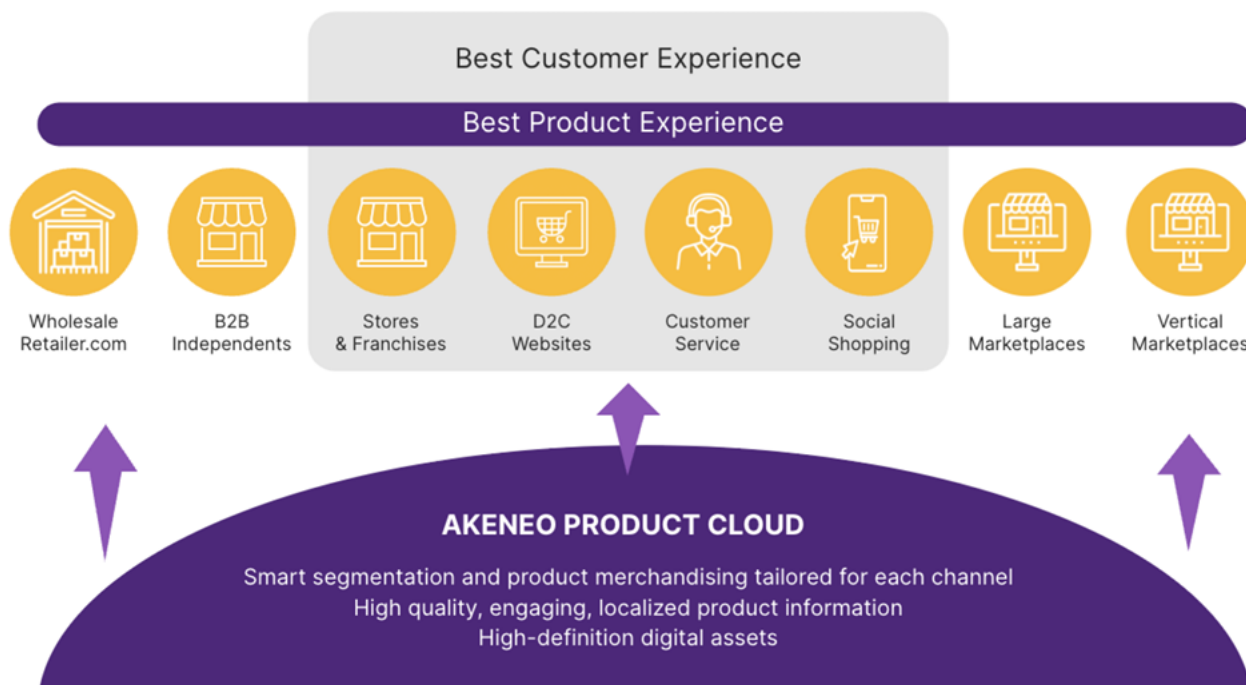 Best Customer Experience
Best Product Experience
Wholesale
Retailer.com
B2B
Independents
Stores
& Franchises
D2C
Websites
Customer
Service
Social
Shopping
Large
Marketplaces
Vertical
Marketplaces
AKENEO PRODUCT CLOUD
Smart segmentation and product merchandising tailored for each channel
High quality, engaging, localized product information
High-definition digital assets